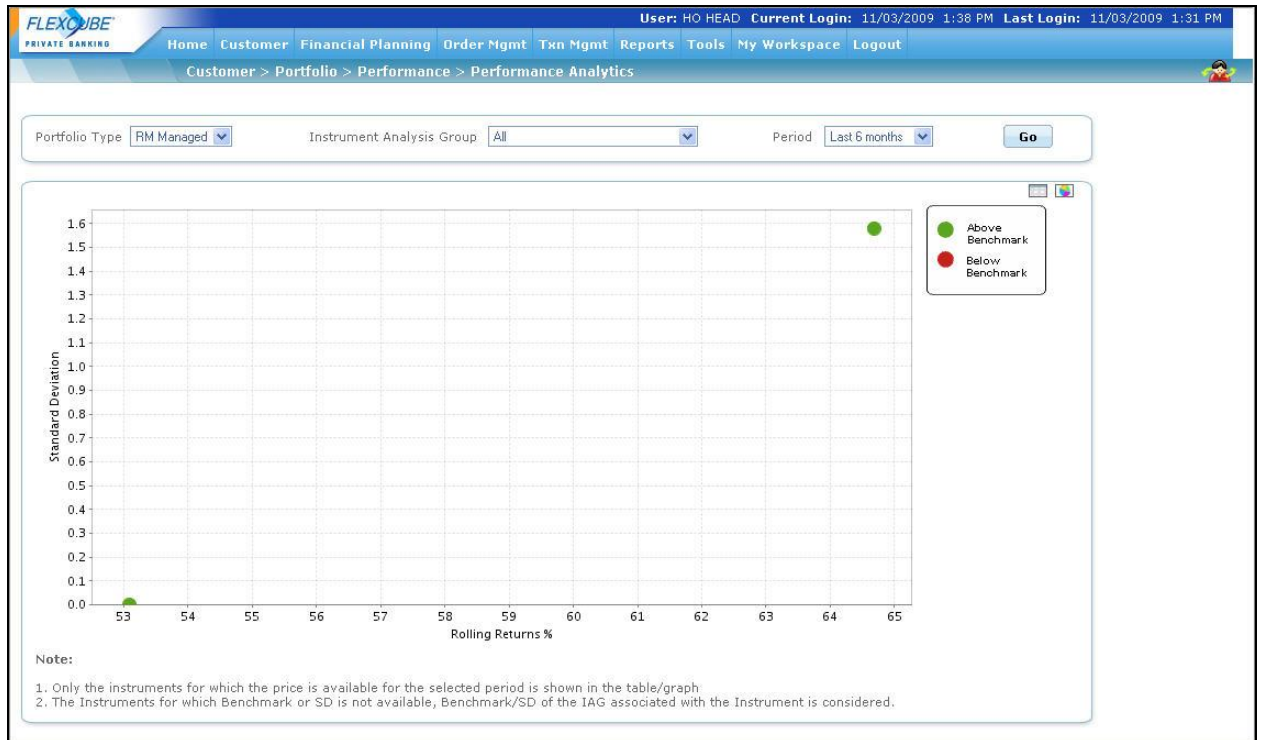 FLEXCUBE
PRIVATE BANKING
User: HO HEAD Current Login: 11/03/2009 1:38 PM Last Login: 11/03/2009 1:31 PM
Home Customer Financial Planning Order Mgmt Txn Mgmt Reports Tools My Workspace Logout
Customer > Portfolio > Performance > Performance Analytics
Portfolio Type RM Managed Instrument Analysis Group All Period Last 6 months Go
Above
Benchmark
Below
Benchmark
Standard Deviation
1.6
1.5
1.4
1.3
1.2
1.1
1.0
0.9
0.8
0.7
0.6
0.5
0.4
0.3
0.2
0.1
0.0
53 54 55 56 57 58 59 60 61 62 63 64 65
Rolling Returns %
Note:
1. Only the instruments for which the price is available for the selected period is shown in the table/graph
2. The Instruments for which Benchmark or SD is not available, Benchmark/SD of the IAG associated with the Instrument is considered.